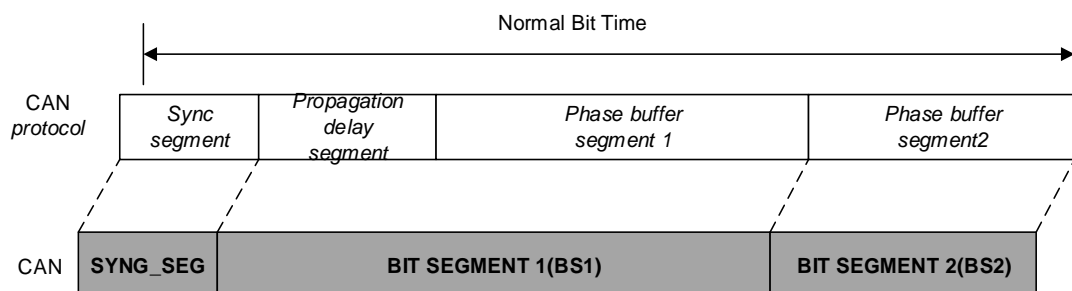 Normal Bit Time
CAN
protocol
Sync
segment
Propagation
delay
segment
Phase buffer
segment 1
Phase buffer
segment2
CAN
SYNG_SEG
BIT SEGMENT 1(BS1)
BIT SEGMENT 2(BS2)